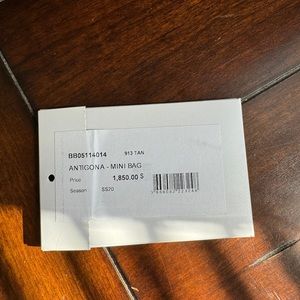 BB05114014 913 TAN
ANTIGONA - MINI BAG
Price 1,850.00 $
Season SS20